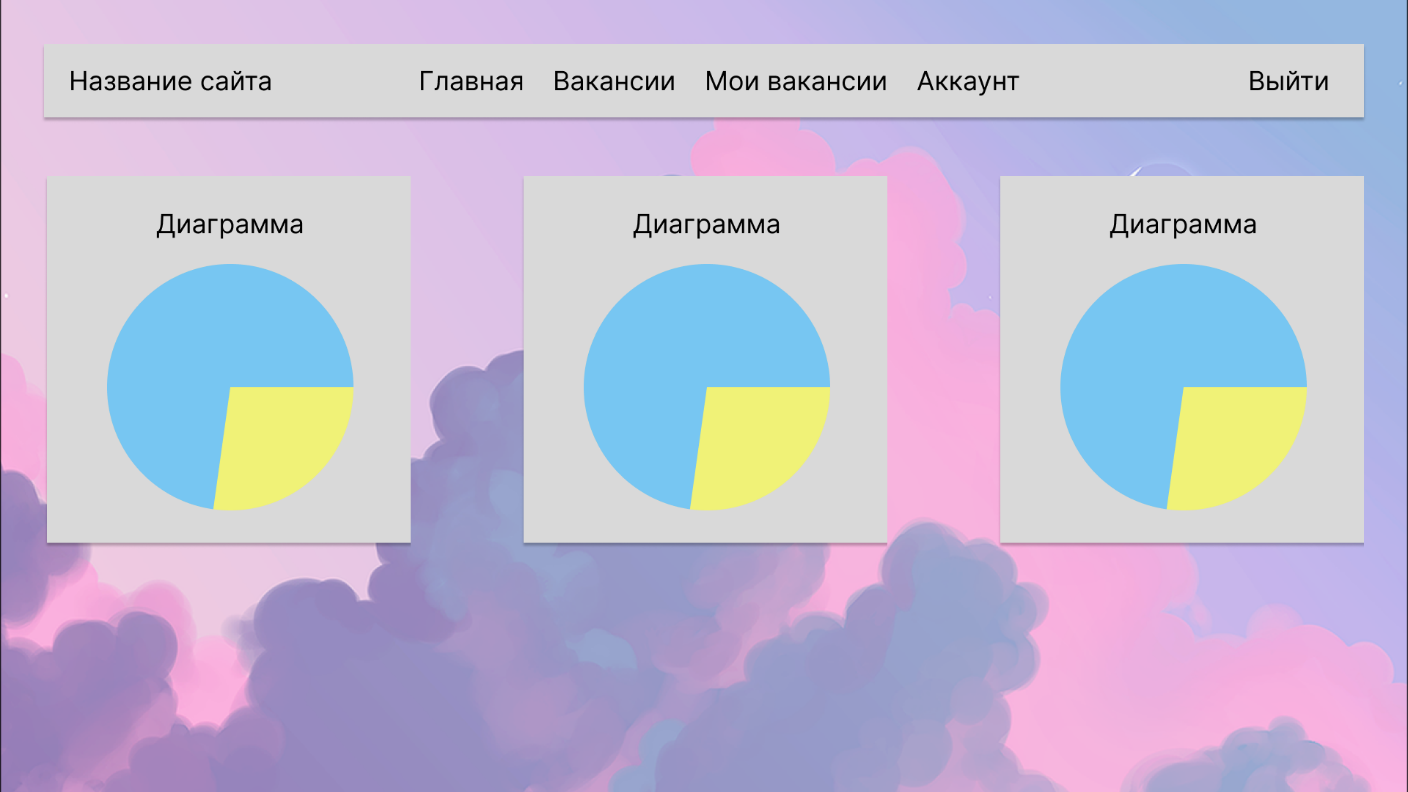 Название сайта Главная Вакансии Мои вакансии Аккаунт Выйти
Диаграмма Диаграмма Диаграмма